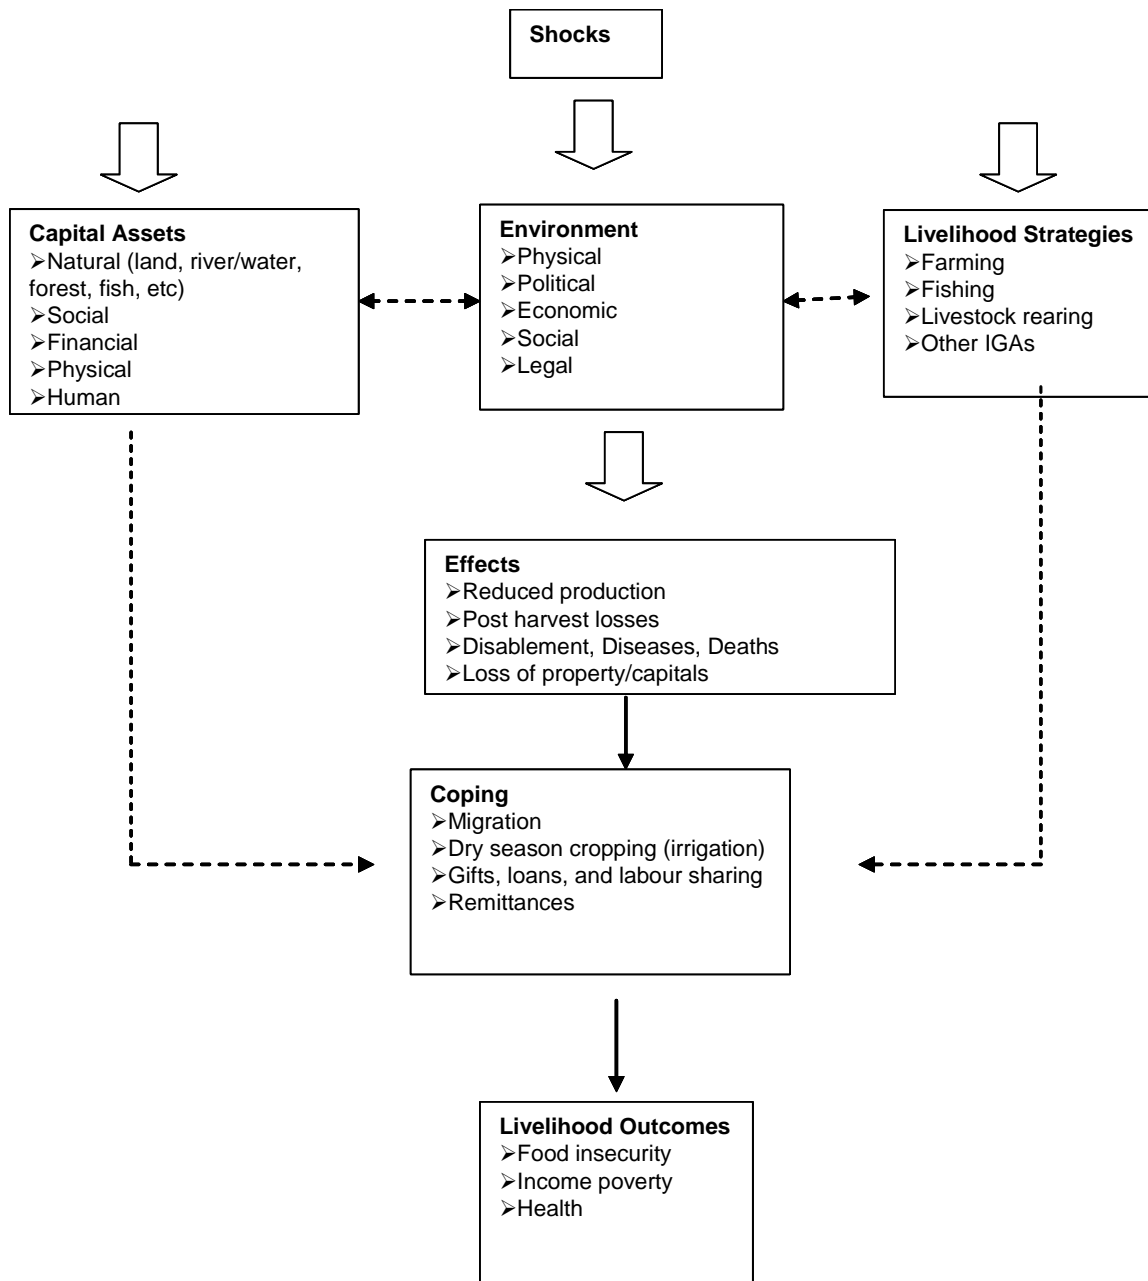 Shocks
Capital Assets
➢Natural (land, river/water,
forest, fish, etc)
➢Social
➢Financial
➢Physical
➢Human
Environment
➢Physical
➢Political
➢Economic
➢Social
➢Legal
Livelihood Strategies
➢Farming
➢Fishing
➢Livestock rearing
➢Other IGAs
Effects
➢Reduced production
➢Post harvest losses
➢Disablement, Diseases, Deaths
➢Loss of property/capitals
Coping
➢Migration
➢Dry season cropping (irrigation)
➢Gifts, loans, and labour sharing
➢Remittances
Livelihood Outcomes
➢Food insecurity
➢Income poverty
➢Health